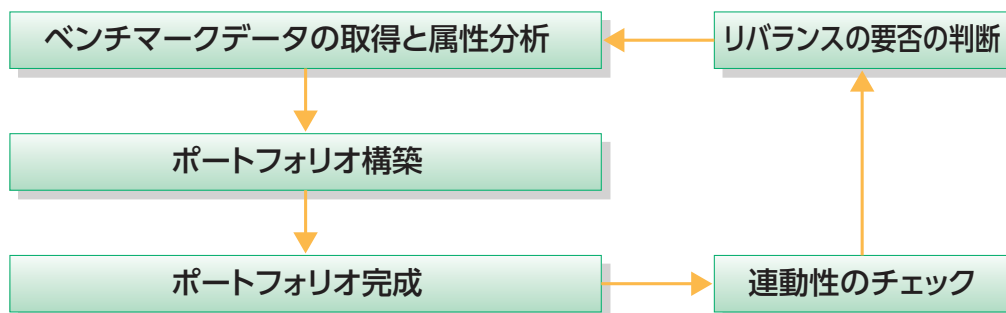 ベンチマークデータの取得と属性分析
リバランスの要否の判断
ポートフォリオ構築
ポートフォリオ完成
連動性のチェック